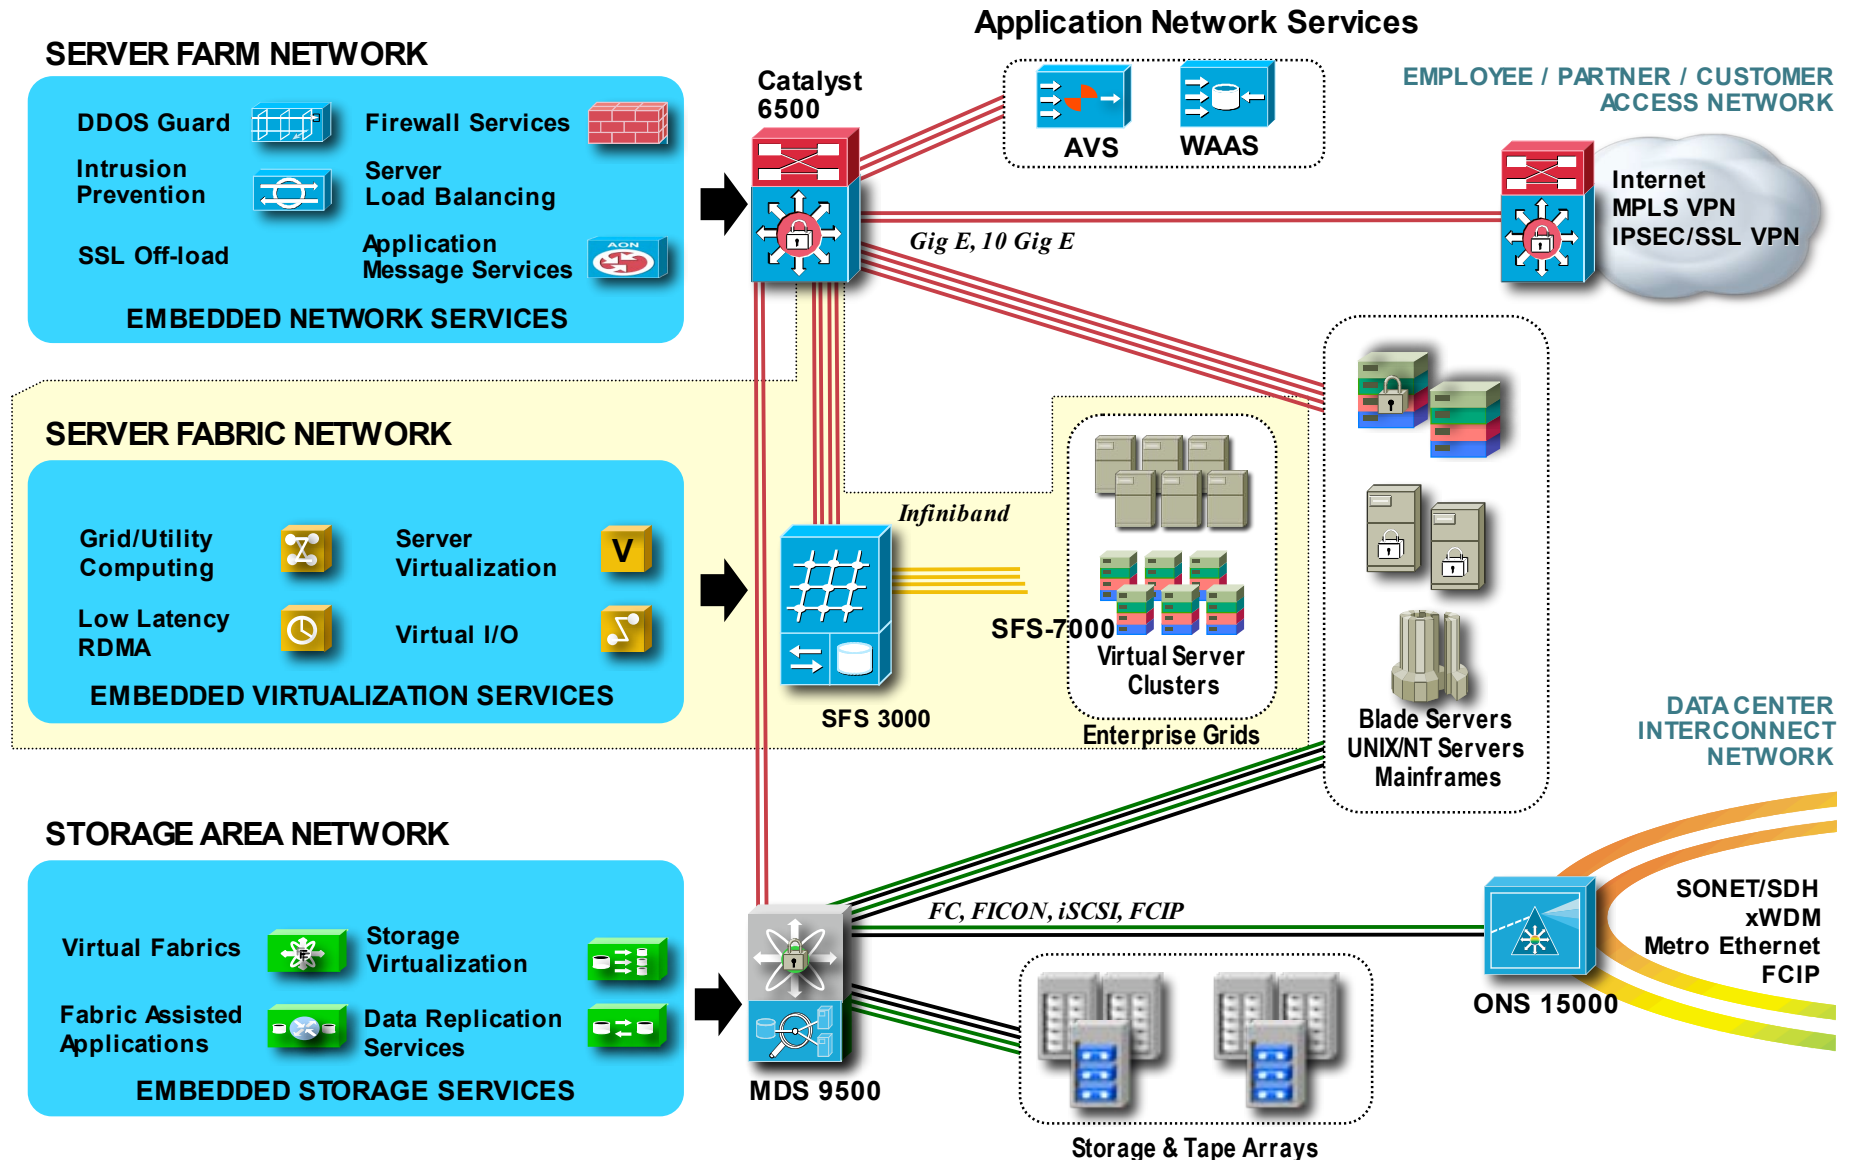 Application Network Services
SERVER FARM NETWORK
DDOS Guard
Firewall Services
Intrusion
Prevention
Server
Load Balancing
SSL Off-load
Application
Message Services
AON
EMBEDDED NETWORK SERVICES
Catalyst
6500
AVS
WAAS
EMPLOYEE / PARTNER / CUSTOMER
ACCESS NETWORK
Internet
MPLS VPN
IPSEC/SSL VPN
Gig E, 10 Gig E
SERVER FABRIC NETWORK
Grid/Utility
Computing
Server
Virtualization
V
Low Latency
RDMA
Virtual I/O
EMBEDDED VIRTUALIZATION SERVICES
Infiniband
SFS 3000
SFS-7000
Virtual Server
Clusters
Enterprise Grids
Blade Servers
UNIX/NT Servers
Mainframes
DATA CENTER
INTERCONNECT
NETWORK
STORAGE AREA NETWORK
Virtual Fabrics
Storage
Virtualization
Fabric Assisted
Applications
Data Replication
Services
EMBEDDED STORAGE SERVICES
FC, FICON, iSCSI, FCIP
MDS 9500
SONET/SDH
xWDM
Metro Ethernet
FCIP
ONS 15000
Storage & Tape Arrays